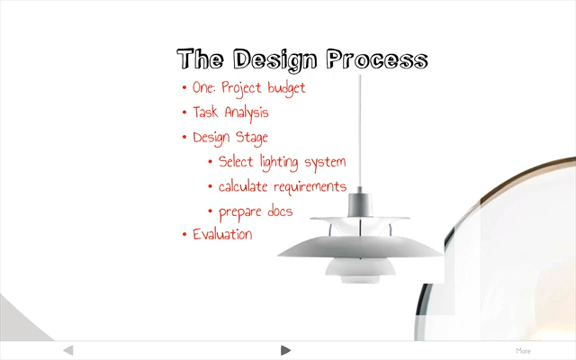 The Design Process
• One: Project budget
• Task Analysis
• Design Stage
• Select lighting system
• calculate requirements
• prepare docs
• Evaluation
More